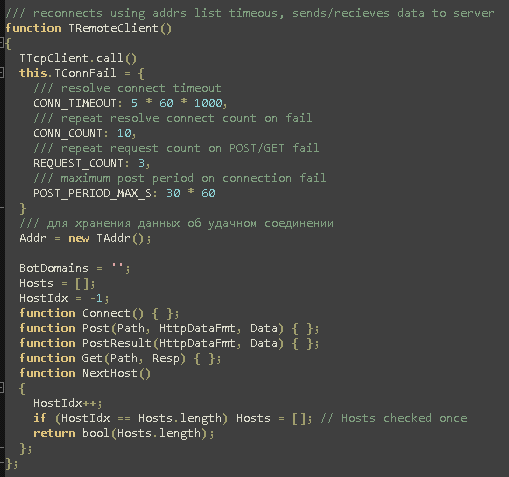 /// reconnects using addrs list timeous, sends/recieves data to server
function TRemoteClient()
{
  TTcpClient.call()
  this.TConnFail = {
    /// resolve connect timeout
    CONN_TIMEOUT: 5 * 60 * 1000,
    /// repeat resolve connect count on fail
    CONN_COUNT: 10,
    /// repeat request count on POST/GET fail
    REQUEST_COUNT: 3,
    /// maximum post period on connection fail
    POST_PERIOD_MAX_S: 30 * 60
  }
  /// для хранения данных об удачном соединении
  Addr = new TAddr();

  BotDomains = '';
  Hosts = [];
  HostIdx = -1;
  function Connect() { };
  function Post(Path, HttpDataFmt, Data) { };
  function PostResult(HttpDataFmt, Data) { };
  function Get(Path, Resp) { };
  function NextHost()
  {
    HostIdx++;
    if (HostIdx == Hosts.length) Hosts = []; // Hosts checked once
    return bool(Hosts.length);
  };
};